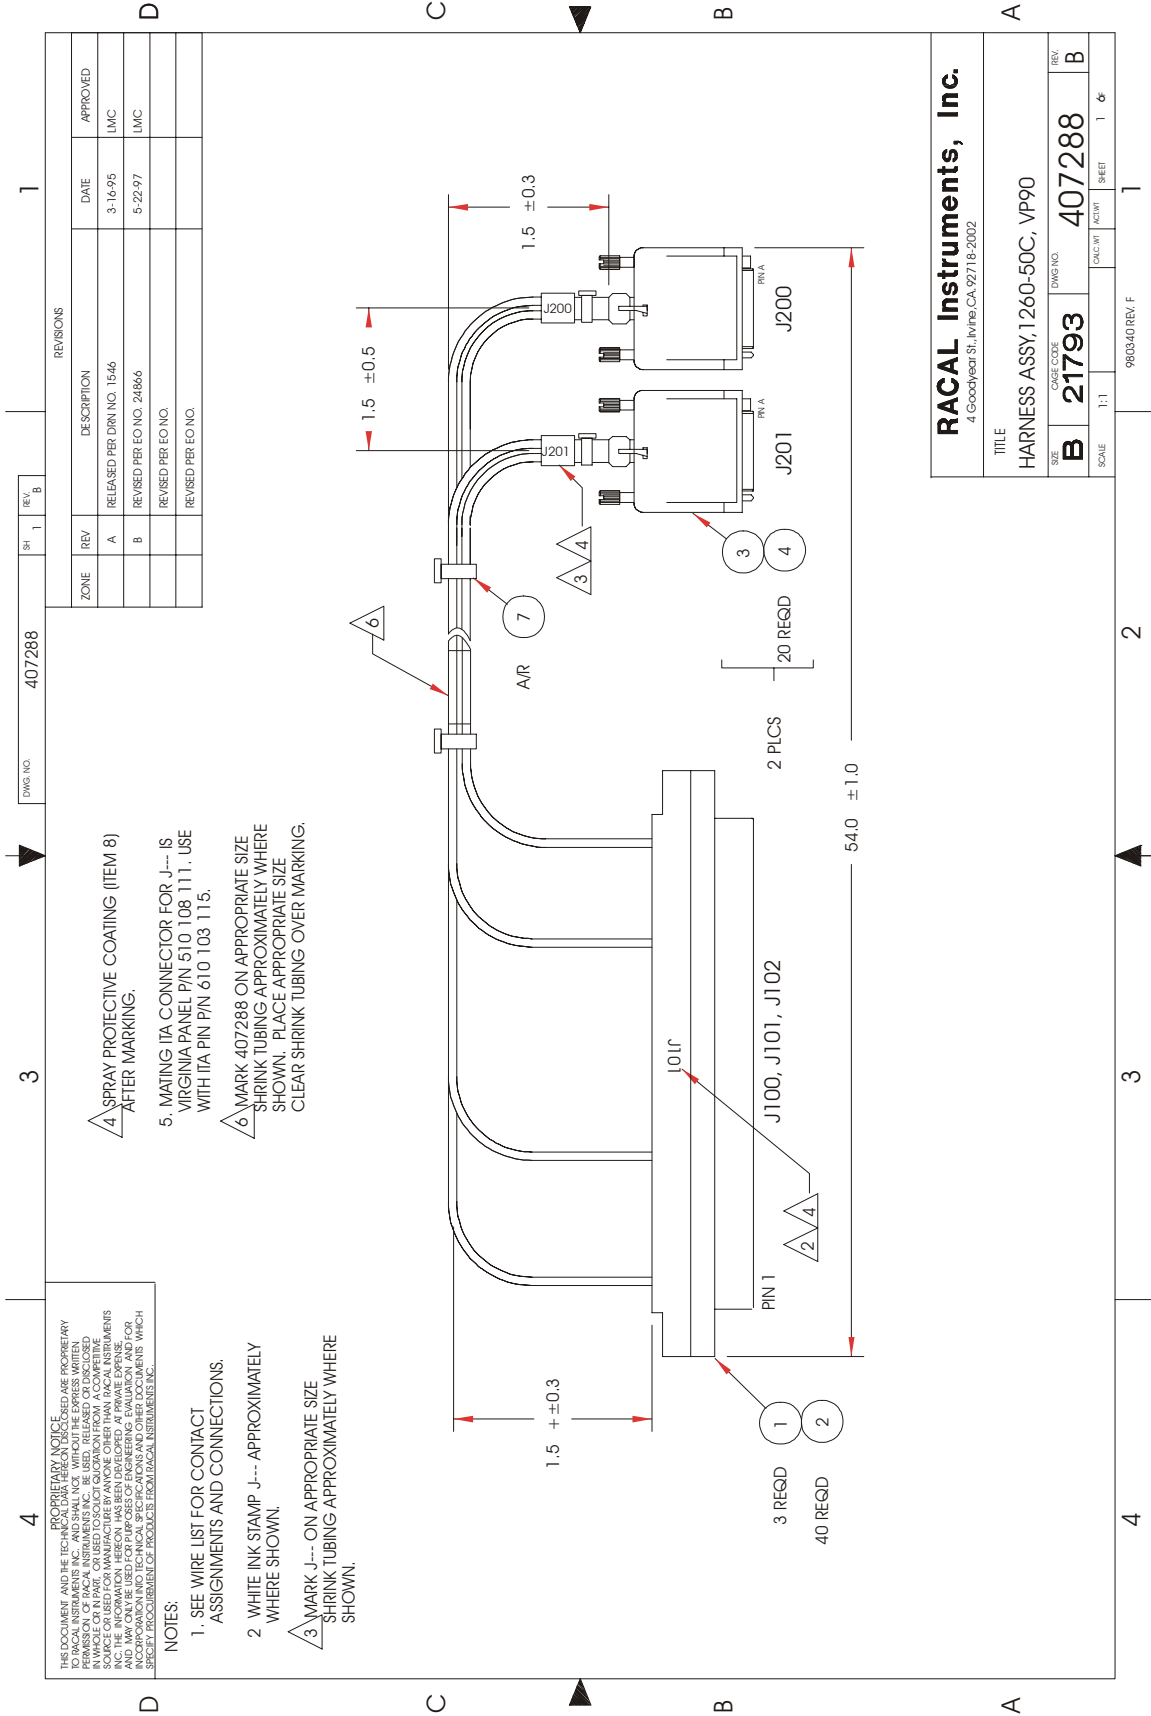 4
3
2
1
DWG. NO.
407288
SH
1
REV.
B
PROPRIETARY NOTICE
THIS DOCUMENT AND THE TECHNICAL DATA HEREON DISCLOSED ARE PROPRIETARY
TO RACAL INSTRUMENTS INC. AND SHALL NOT, WITHOUT THE EXPRESS WRITTEN
PERMISSION OF RACAL INSTRUMENTS INC. BE USED, RELEASED OR DISCLOSED
IN WHOLE OR IN PART, OR USED TO SOLICIT QUOTATION FROM A COMPETITIVE
SOURCE OR USED FOR MANUFACTURE BY ANYONE OTHER THAN RACAL INSTRUMENTS
INC. THE INFORMATION HEREON HAS BEEN DEVELOPED AT PRIVATE EXPENSE,
AND MAY ONLY BE USED FOR PURPOSES OF ENGINEERING EVALUATION AND FOR
INCORPORATION INTO TECHNICAL SPECIFICATIONS AND OTHER DOCUMENTS WHICH
SPECIFY PROCUREMENT OF PRODUCTS FROM RACAL INSTRUMENTS INC.
REVISIONS
ZONE REV DESCRIPTION DATE APPROVED
A RELEASED PER DRN NO. 1546 3-16-95 LMC
B REVISED PER EO NO. 24866 5-22-97 LMC
REVISED PER EO NO.
REVISED PER EO NO.
D
D
NOTES:
1. SEE WIRE LIST FOR CONTACT
ASSIGNMENTS AND CONNECTIONS.
2 WHITE INK STAMP J--- APPROXIMATELY
WHERE SHOWN.
3 MARK J--- ON APPROPRIATE SIZE
SHRINK TUBING APPROXIMATELY WHERE
SHOWN.
4 SPRAY PROTECTIVE COATING (ITEM 8)
AFTER MARKING.
5. MATING ITA CONNECTOR FOR J--- IS
VIRGINIA PANEL P/N 510 108 111. USE
WITH ITA PIN P/N 610 103 115.
6 MARK 407288 ON APPROPRIATE SIZE
SHRINK TUBING APPROXIMATELY WHERE
SHOWN. PLACE APPROPRIATE SIZE
CLEAR SHRINK TUBING OVER MARKING.
C
C
6
7
A/R
1.5 ±0.5
1.5 ±0.3
1.5 +±0.3
J201
J200
3 4
PIN A
PIN A
J201
J200
3
4
20 REQD
2 PLCS
B
B
J101
J100, J101, J102
PIN 1
2 4
54.0 ±1.0
1
2
3 REQD
40 REQD
A
A
RACAL Instruments, Inc.
4 Goodyear St., Irvine, CA. 92718-2002
TITLE
HARNESS ASSY,1260-50C, VP90
SIZE
B
CAGE CODE
21793
DWG NO.
407288
REV.
B
SCALE 1:1
CALC. WT
ACT.WT
SHEET 1 OF
980340 REV. F
4
3
2
1